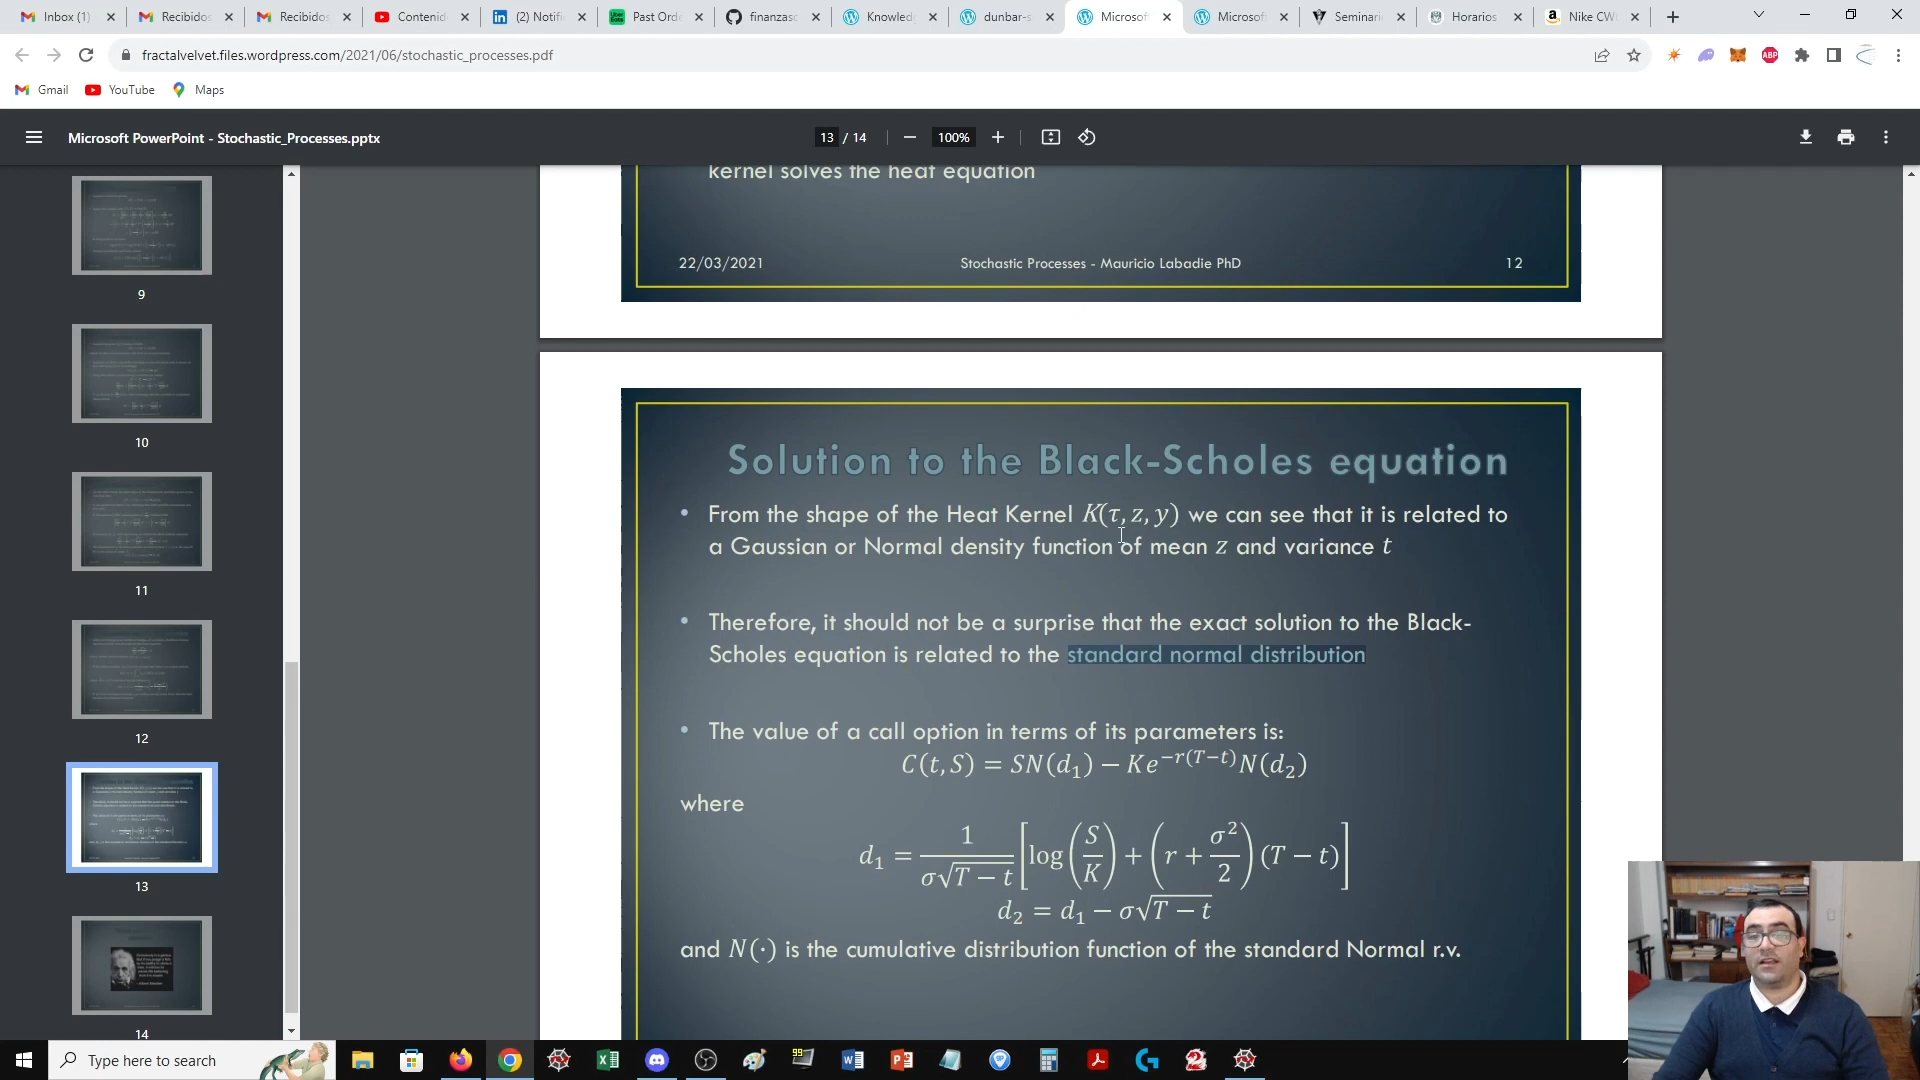 Inbox (1)
Recibidos
Recibidos
Contenid
(2) Notifi
Past Ord
finanzasc
Knowled
dunbar-s
Microsof
Microsof
Seminari
Horarios
Nike CW
fractalvelvet.files.wordpress.com/2021/06/stochastic_processes.pdf
ABP
Gmail
YouTube
Maps
Microsoft PowerPoint - Stochastic_Processes.pptx
13 / 14
100%
9
10
11
12
13
14
kernel solves the heat equation
22/03/2021
Stochastic Processes - Mauricio Labadie PhD
12
Solution to the Black-Scholes equation
• From the shape of the Heat Kernel K(τ, z, y) we can see that it is related to
a Gaussian or Normal density function of mean z and variance t
• Therefore, it should not be a surprise that the exact solution to the Black-
Scholes equation is related to the standard normal distribution
• The value of a call option in terms of its parameters is:
C(t, S) = SN(d₁) − Ke^{−r(T−t)}N(d₂)
where
d₁ = 1/(σ√(T − t)) [log(S/K) + (r + σ²/2)(T − t)]
d₂ = d₁ − σ√(T − t)
and N(·) is the cumulative distribution function of the standard Normal r.v.
Type here to search
99